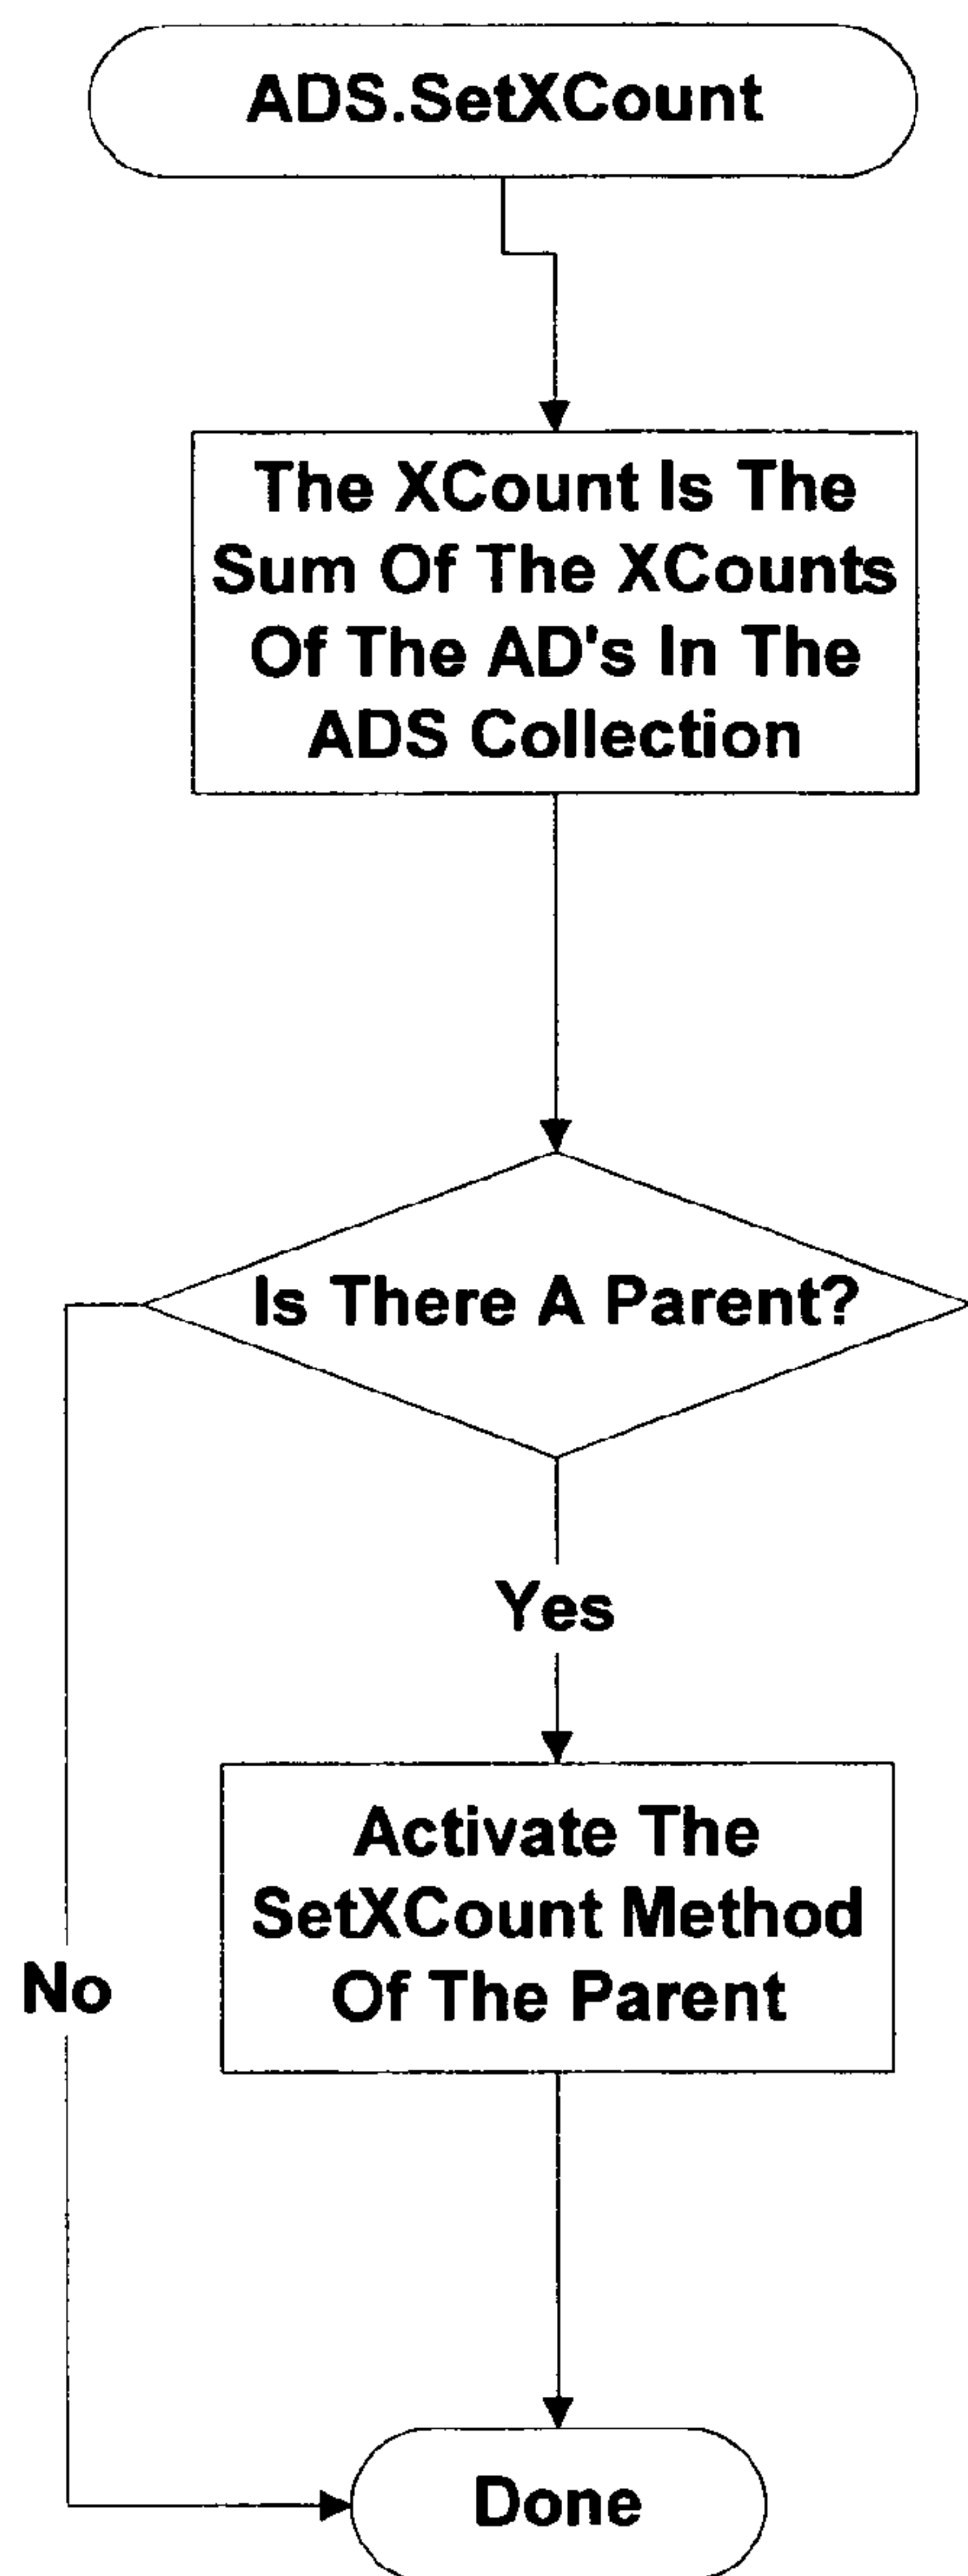 ADS.SetXCount
The XCount Is The
Sum Of The XCounts
Of The AD's In The
ADS Collection
Is There A Parent?
Yes
Activate The
SetXCount Method
Of The Parent
No
Done